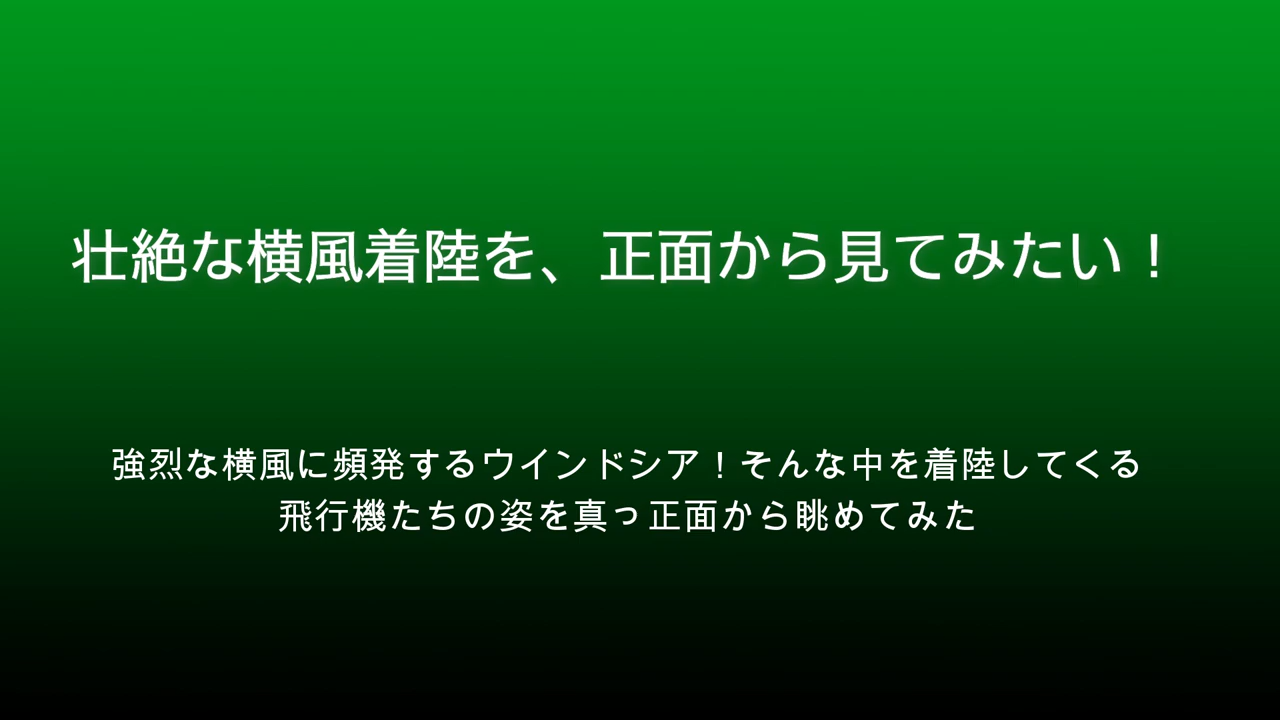 壮絶な横風着陸を、正面から見てみたい！
強烈な横風に頻発するウインドシア！そんな中を着陸してくる
飛行機たちの姿を真っ正面から眺めてみた